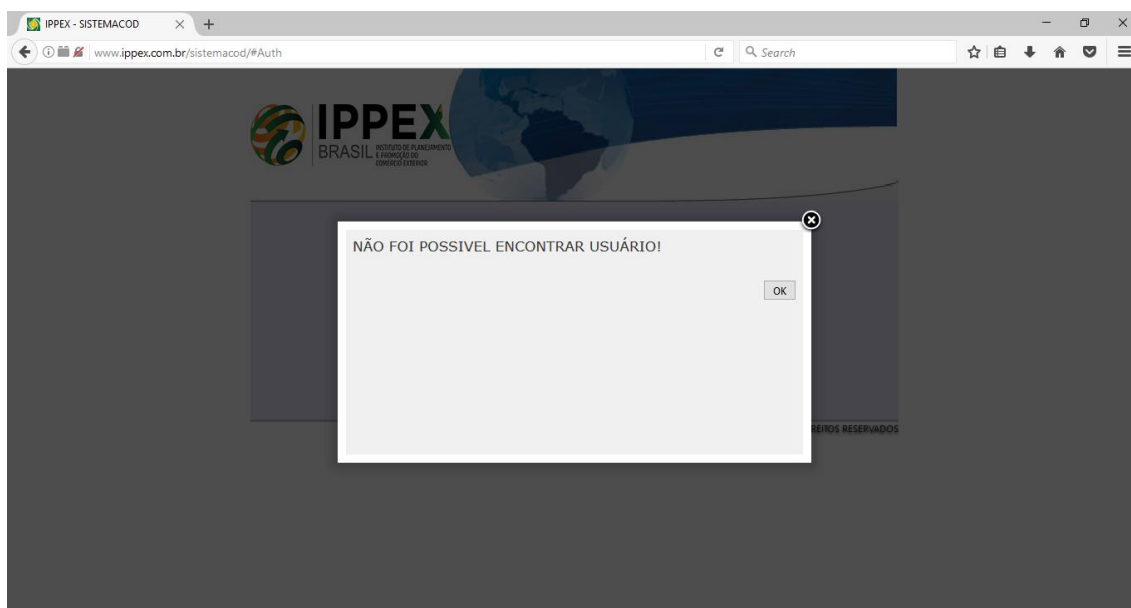 IPPEX - SISTEMACOD
www.ippex.com.br/sistemacod/#Auth
Search
IPPEX
BRASIL
INSTITUTO DE PLANEJAMENTO
E PROMOÇÃO DO
COMÉRCIO EXTERIOR
NÃO FOI POSSIVEL ENCONTRAR USUÁRIO!
OK
REITOS RESERVADOS